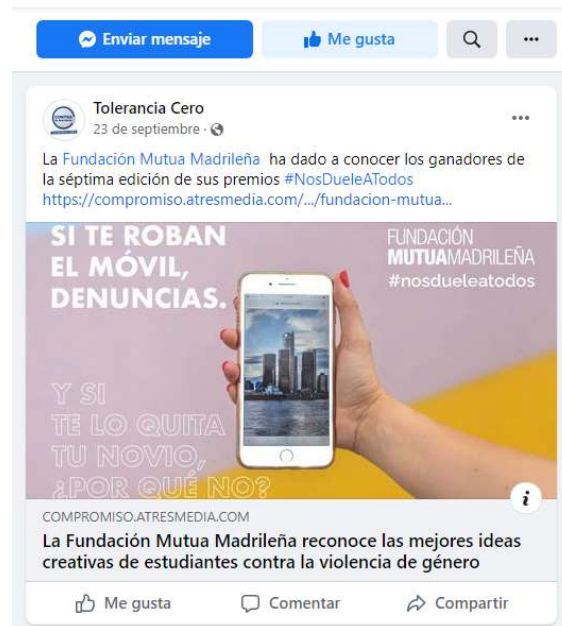 Enviar mensaje
Me gusta
Tolerancia Cero
23 de septiembre ·
La Fundación Mutua Madrileña ha dado a conocer los ganadores de
la séptima edición de sus premios #NosDueleATodos
https://compromiso.atresmedia.com/.../fundacion-mutua...
SI TE ROBAN
EL MÓVIL,
DENUNCIAS.
FUNDACIÓN
MUTUAMADRILEÑA
#nosdueleatodos
Y SI
TE LO QUITA
TU NOVIO,
¿POR QUÉ NO?
COMPROMISO.ATRESMEDIA.COM
La Fundación Mutua Madrileña reconoce las mejores ideas
creativas de estudiantes contra la violencia de género
Me gusta
Comentar
Compartir